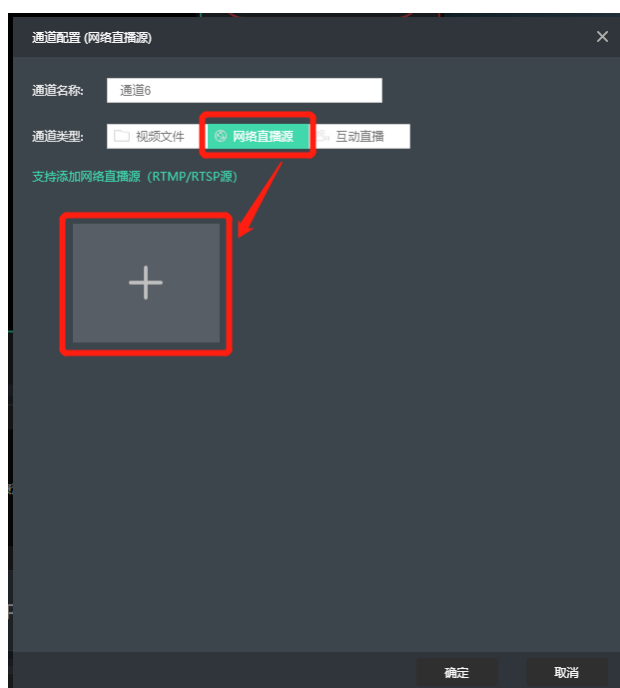 通道配置 (网络直播源)
通道名称: 通道6
通道类型: 视频文件 网络直播源 互动直播
支持添加网络直播源（RTMP/RTSP源）
确定 取消